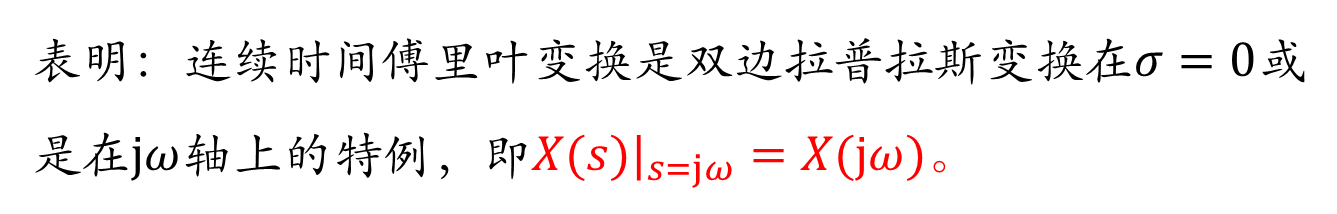 表明：连续时间傅里叶变换是双边拉普拉斯变换在σ = 0或
是在jω轴上的特例，即X(s)|ₛ₌ⱼω = X(jω)。